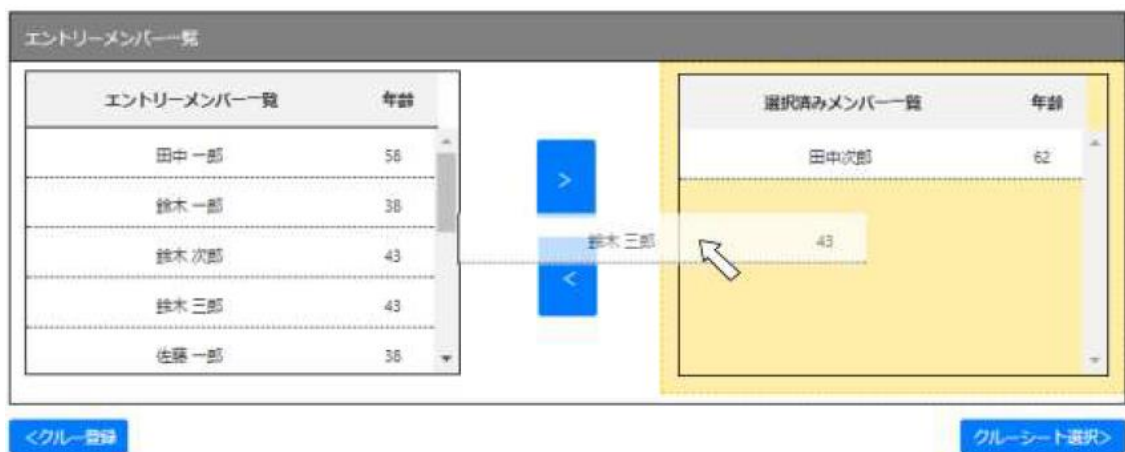 エントリーメンバー一覧
エントリーメンバー一覧 年齢
田中 一郎 58
鈴木 一郎 38
鈴木 次郎 43
鈴木 三郎 43
佐藤 一郎 38
>
<
鈴木 三郎 43
選択済みメンバー一覧 年齢
田中次郎 62
<クルー登録
クルーシート選択>